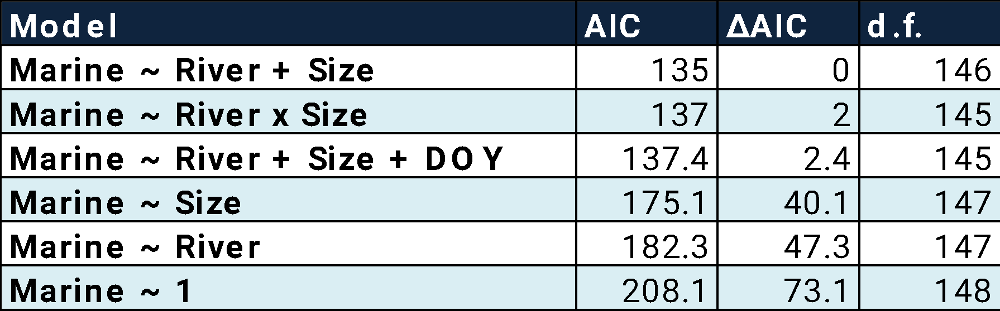 Model AIC ΔAIC d.f.
Marine ~ River + Size 135 0 146
Marine ~ River x Size 137 2 145
Marine ~ River + Size + DOY 137.4 2.4 145
Marine ~ Size 175.1 40.1 147
Marine ~ River 182.3 47.3 147
Marine ~ 1 208.1 73.1 148